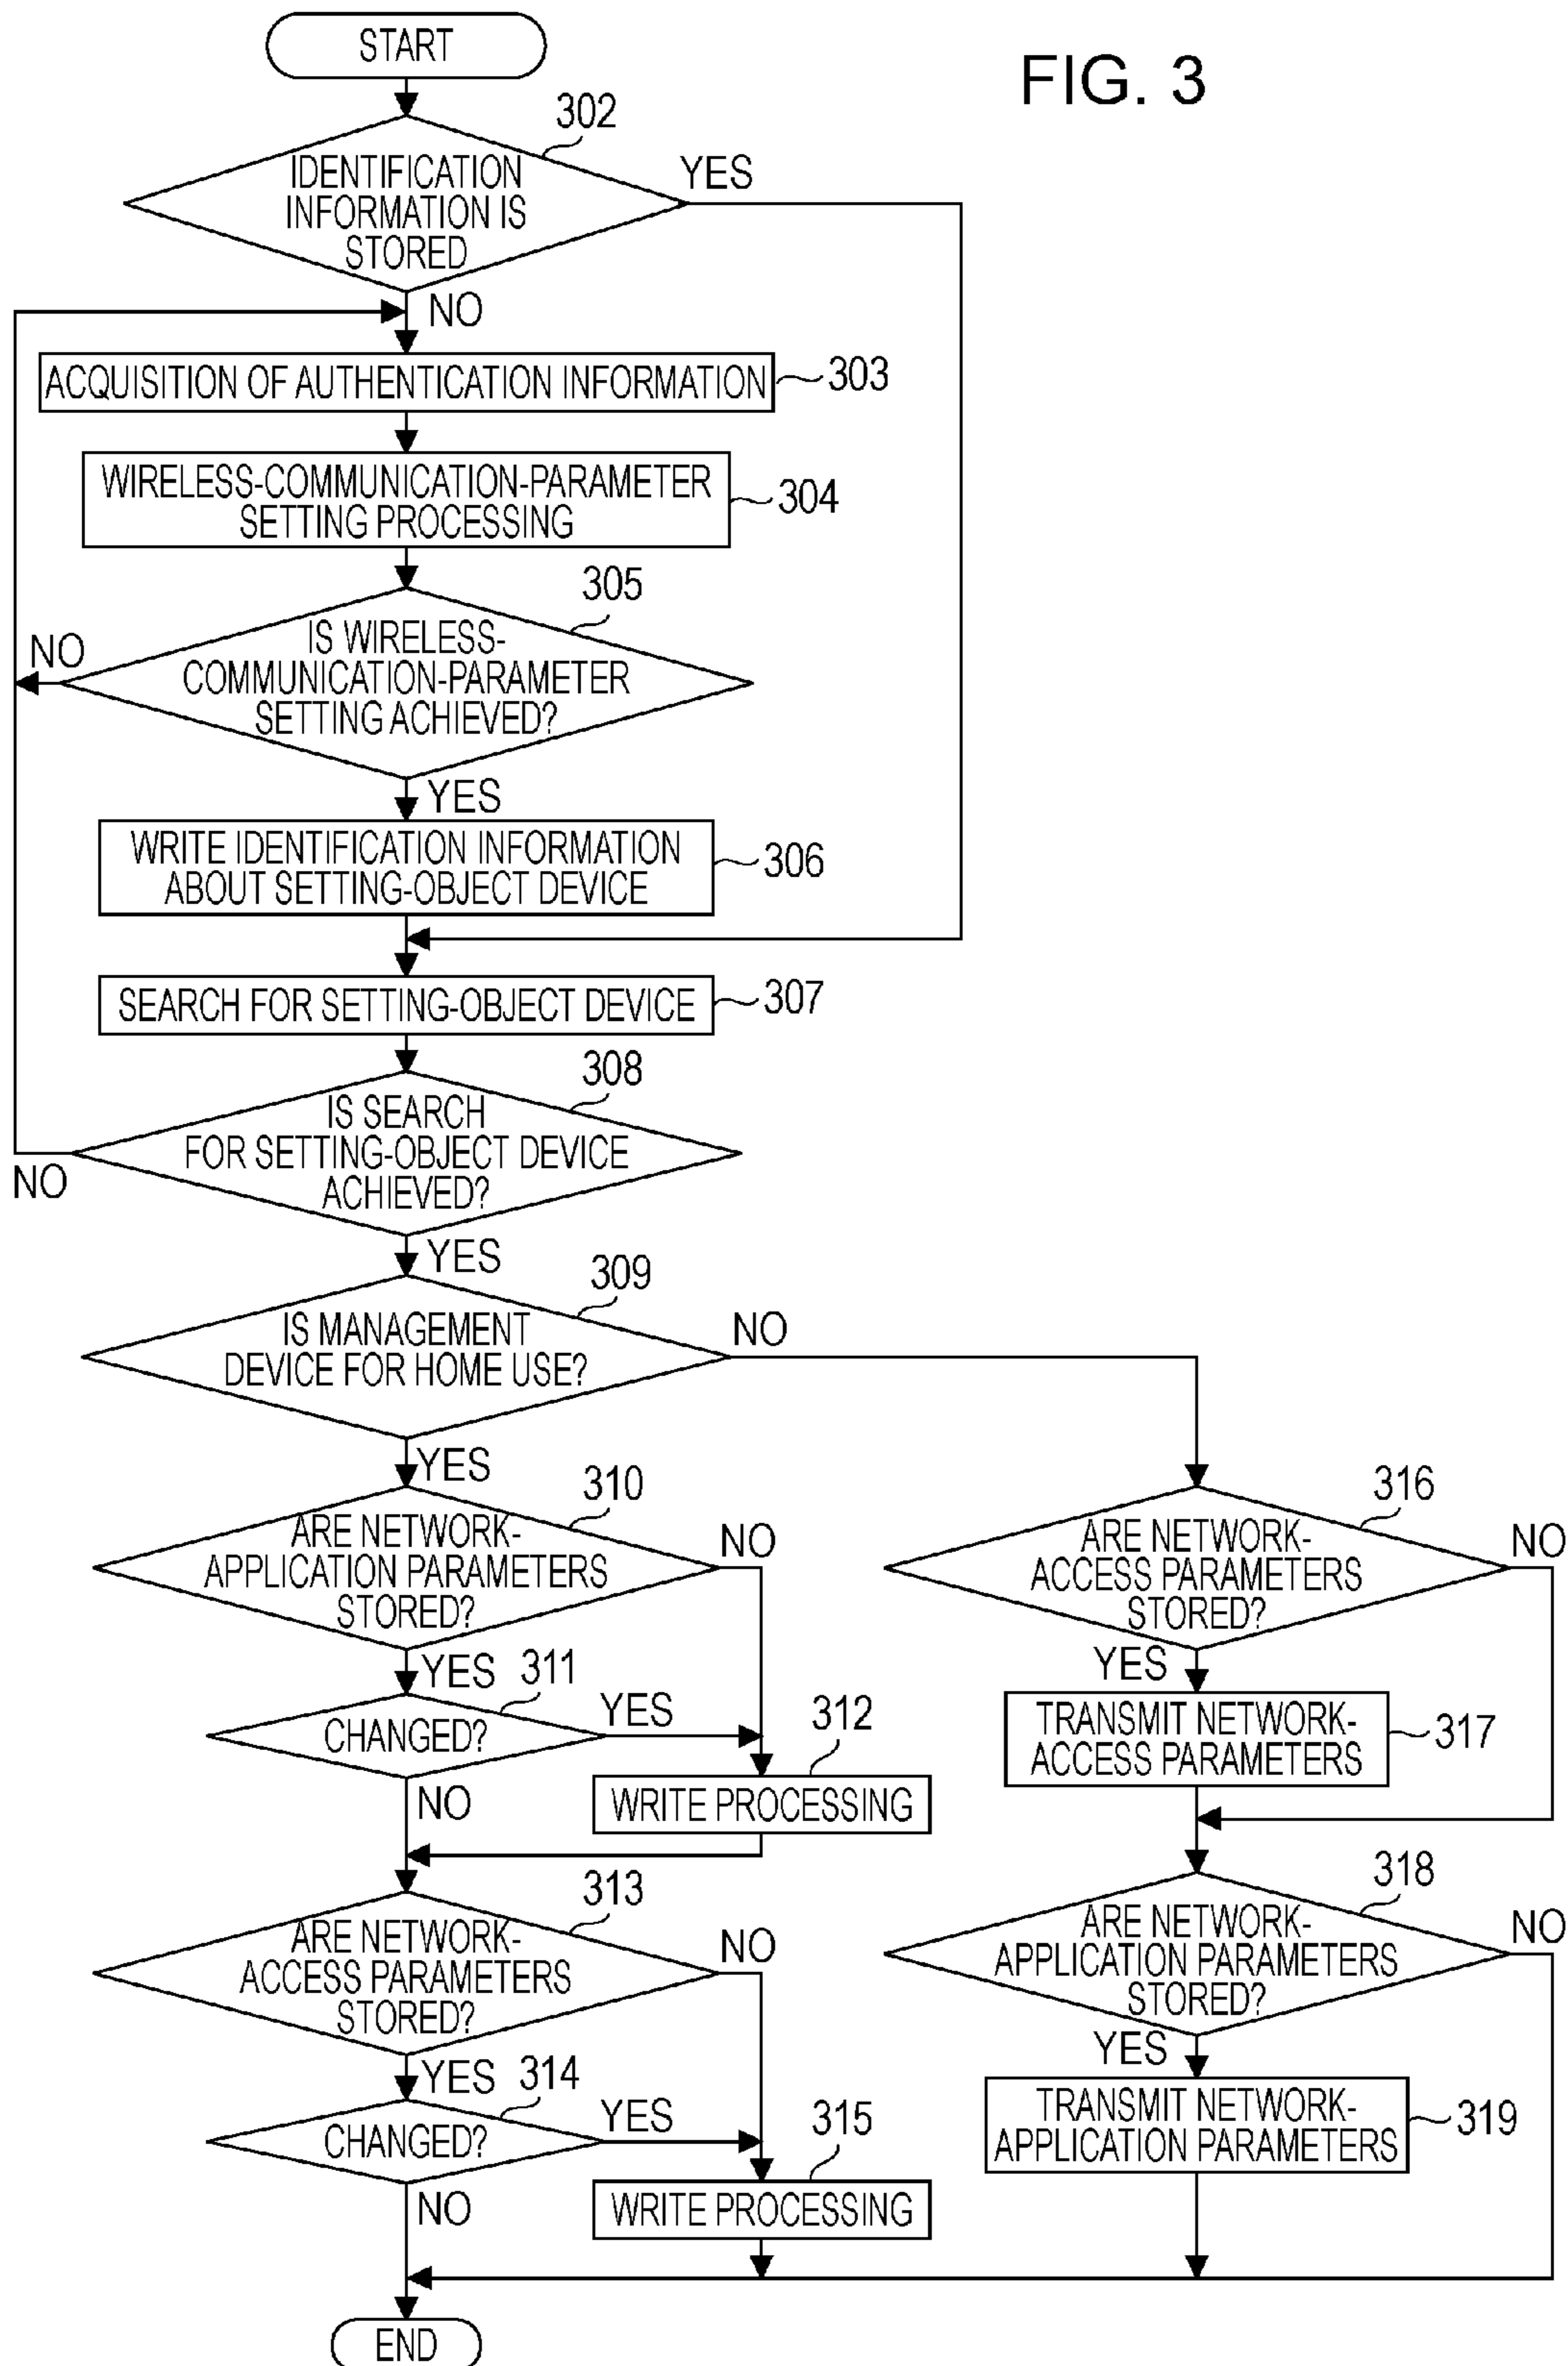 START
FIG. 3
302
IDENTIFICATION
INFORMATION IS
STORED
YES
NO
ACQUISITION OF AUTHENTICATION INFORMATION
303
WIRELESS-COMMUNICATION-PARAMETER
SETTING PROCESSING
304
305
IS WIRELESS-
COMMUNICATION-PARAMETER
SETTING ACHIEVED?
NO
YES
WRITE IDENTIFICATION INFORMATION
ABOUT SETTING-OBJECT DEVICE
306
SEARCH FOR SETTING-OBJECT DEVICE
307
308
IS SEARCH
FOR SETTING-OBJECT DEVICE
ACHIEVED?
NO
YES
309
IS MANAGEMENT
DEVICE FOR HOME USE?
NO
YES
310
ARE NETWORK-
APPLICATION PARAMETERS
STORED?
NO
YES
311
CHANGED?
YES
NO
312
WRITE PROCESSING
313
ARE NETWORK-
ACCESS PARAMETERS
STORED?
NO
YES
314
CHANGED?
YES
NO
315
WRITE PROCESSING
316
ARE NETWORK-
ACCESS PARAMETERS
STORED?
NO
YES
TRANSMIT NETWORK-
ACCESS PARAMETERS
317
318
ARE NETWORK-
APPLICATION PARAMETERS
STORED?
NO
YES
TRANSMIT NETWORK-
APPLICATION PARAMETERS
319
END